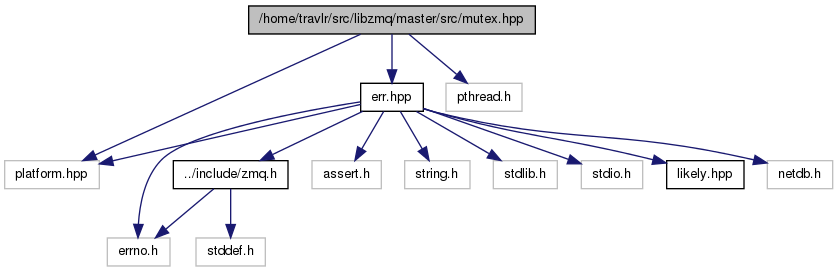 /home/travlr/src/libzmq/master/src/mutex.hpp
err.hpp
pthread.h
platform.hpp
../include/zmq.h
assert.h
string.h
stdlib.h
stdio.h
likely.hpp
netdb.h
errno.h
stddef.h